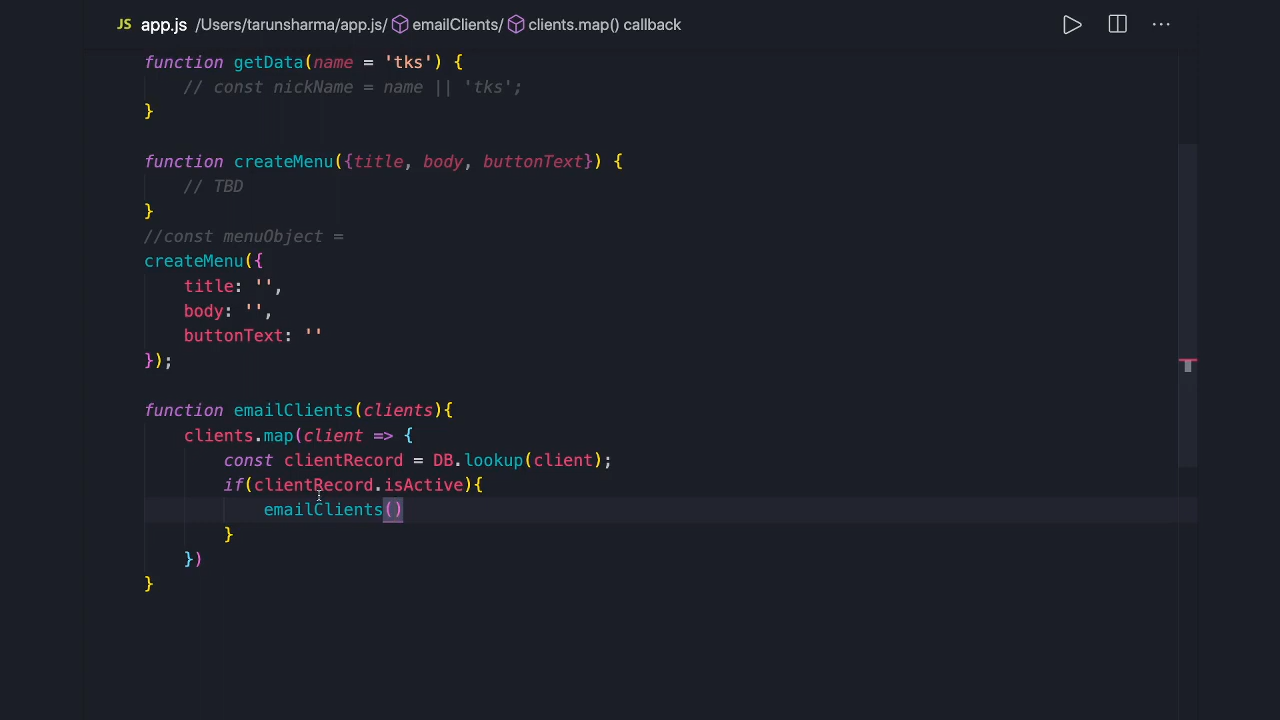 JS app.js /Users/tarunsharma/app.js/ emailClients/ clients.map() callback
function getData(name = 'tks') {
    // const nickName = name || 'tks';
}
function createMenu({title, body, buttonText}) {
    // TBD
}
//const menuObject =
createMenu({
    title: '',
    body: '',
    buttonText: ''
});
function emailClients(clients){
    clients.map(client => {
        const clientRecord = DB.lookup(client);
        if(clientRecord.isActive){
            emailClients()
        }
    })
}